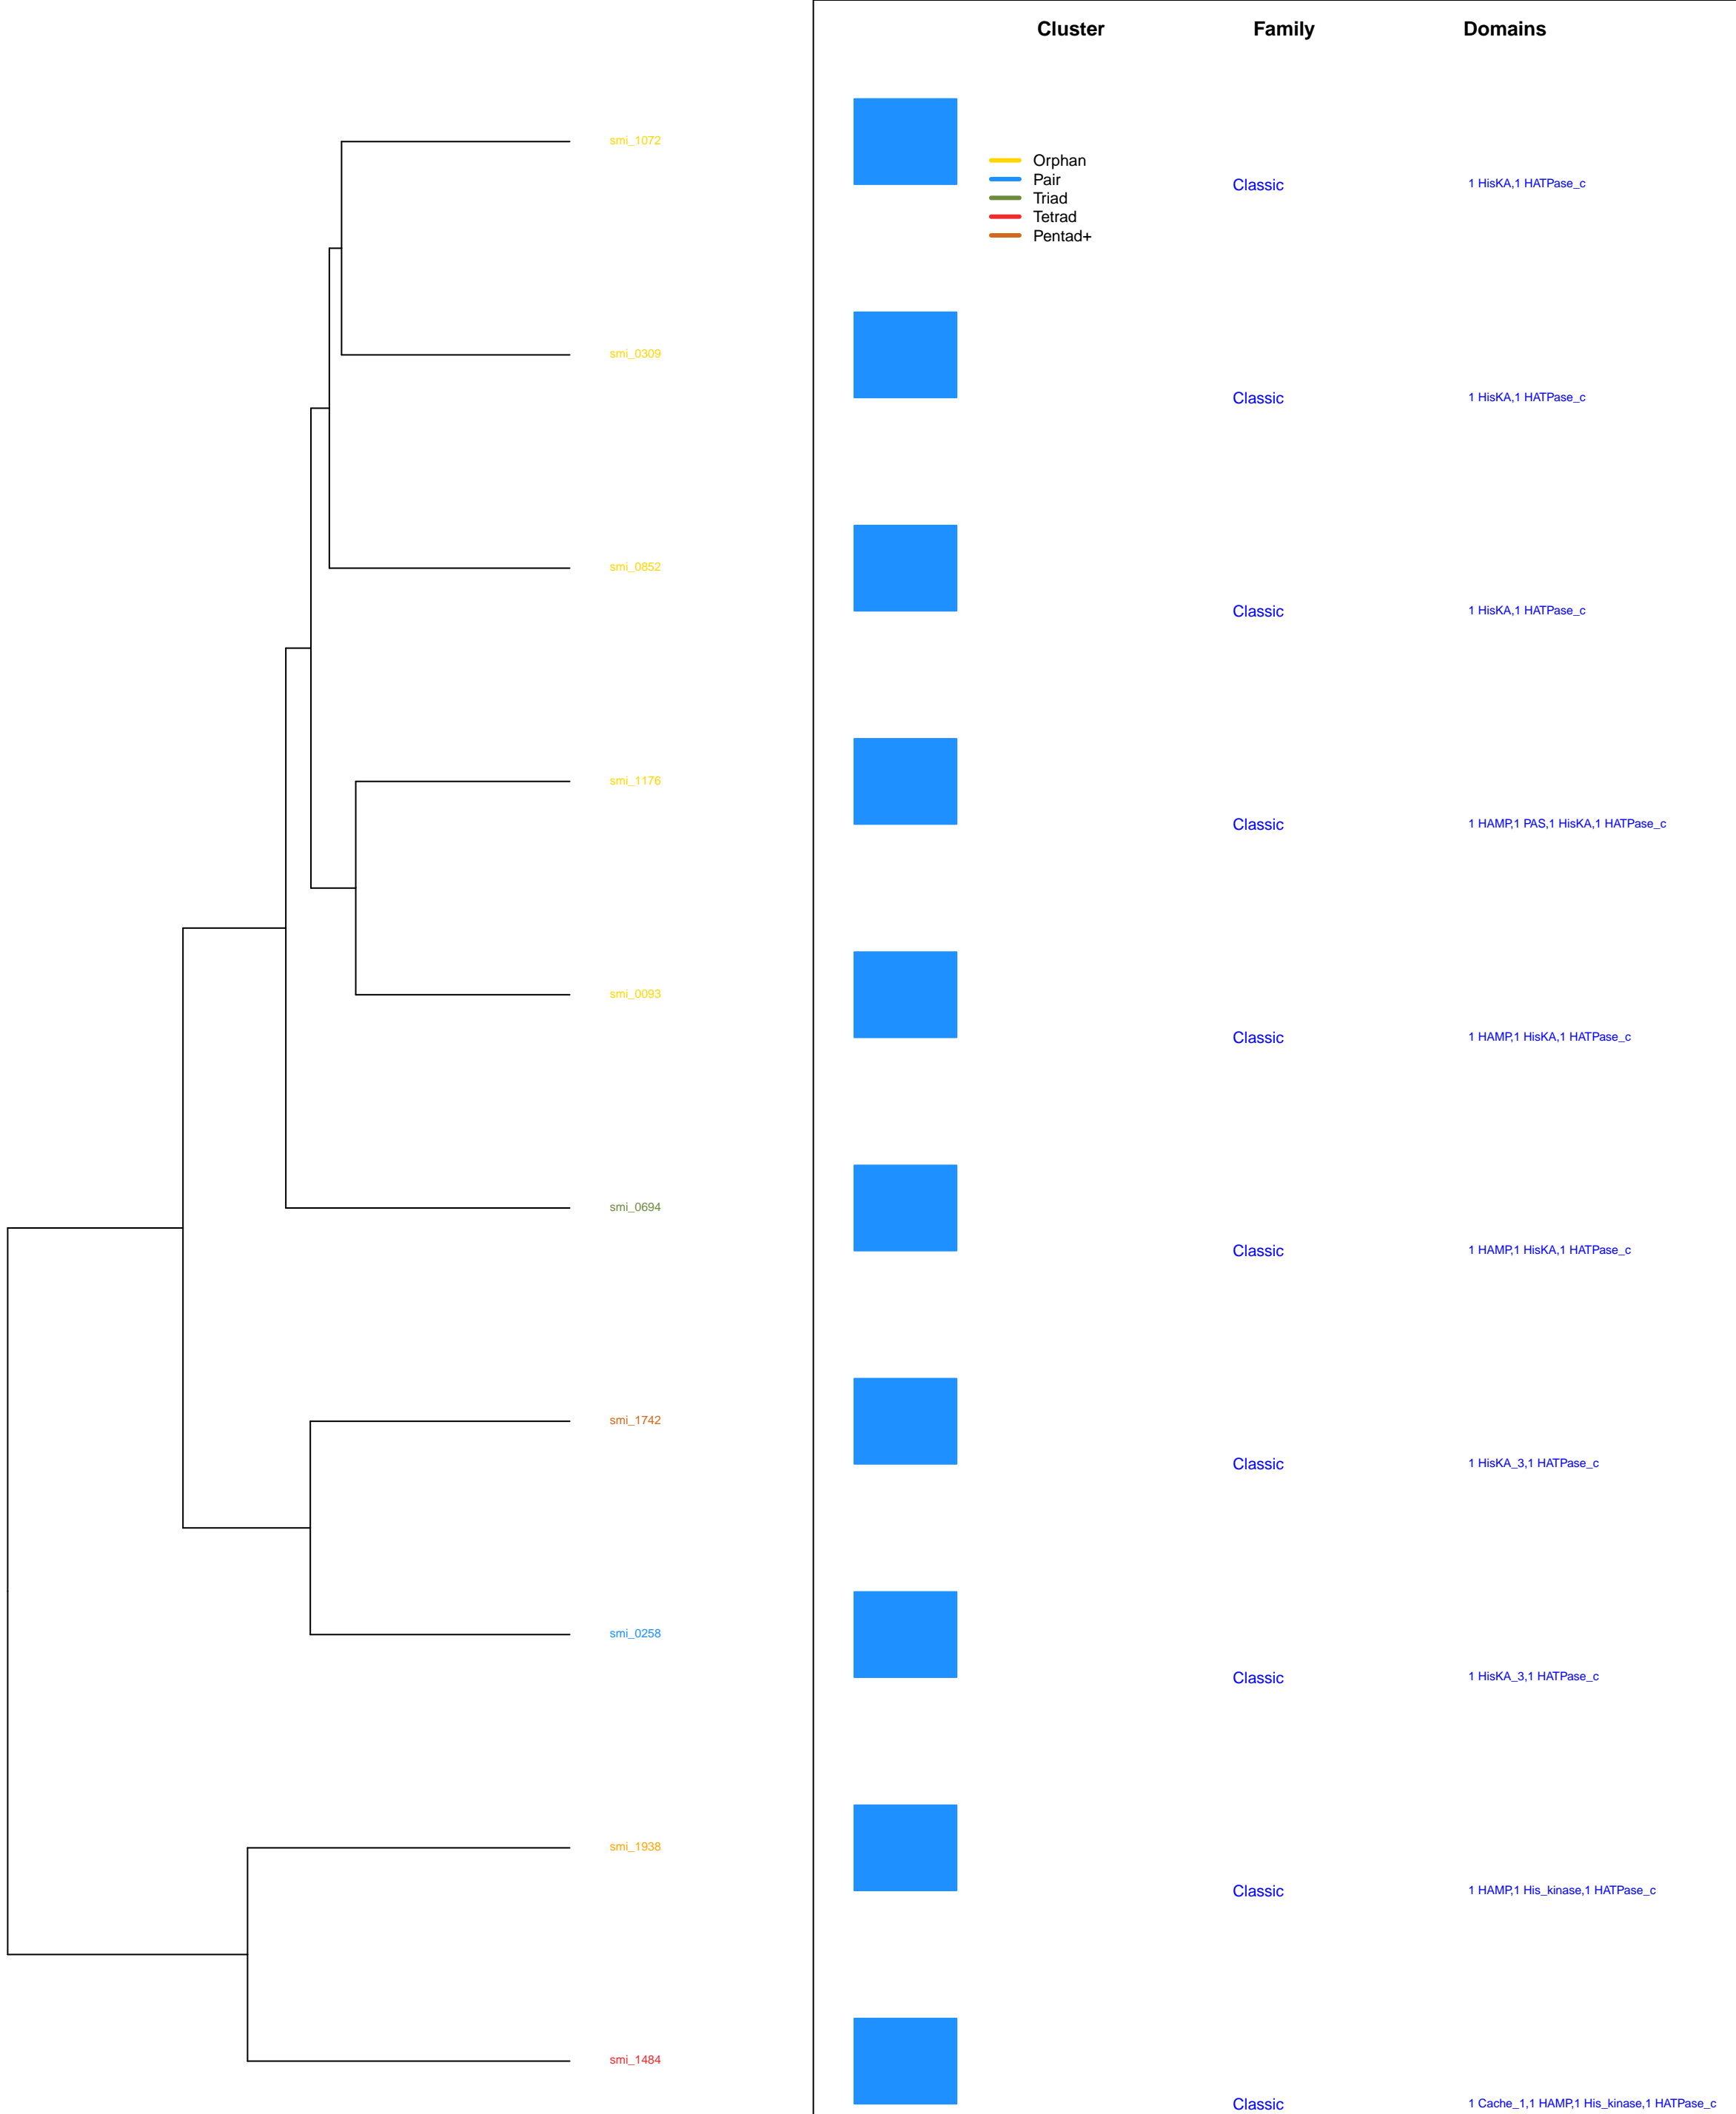 Cluster Family Domains
smi_1072
Orphan
Pair
Classic 1 HisKA,1 HATPase_c
Triad
Tetrad
Pentad+
smi_0309
Classic 1 HisKA,1 HATPase_c
smi_0852
Classic 1 HisKA,1 HATPase_c
smi_1176
Classic 1 HAMP,1 PAS,1 HisKA,1 HATPase_c
smi_0093
Classic 1 HAMP,1 HisKA,1 HATPase_c
smi_0694
Classic 1 HAMP,1 HisKA,1 HATPase_c
smi_1742
Classic 1 HisKA_3,1 HATPase_c
smi_0258
Classic 1 HisKA_3,1 HATPase_c
smi_1938
Classic 1 HAMP,1 His_kinase,1 HATPase_c
smi_1484
Classic 1 Cache_1,1 HAMP,1 His_kinase,1 HATPase_c